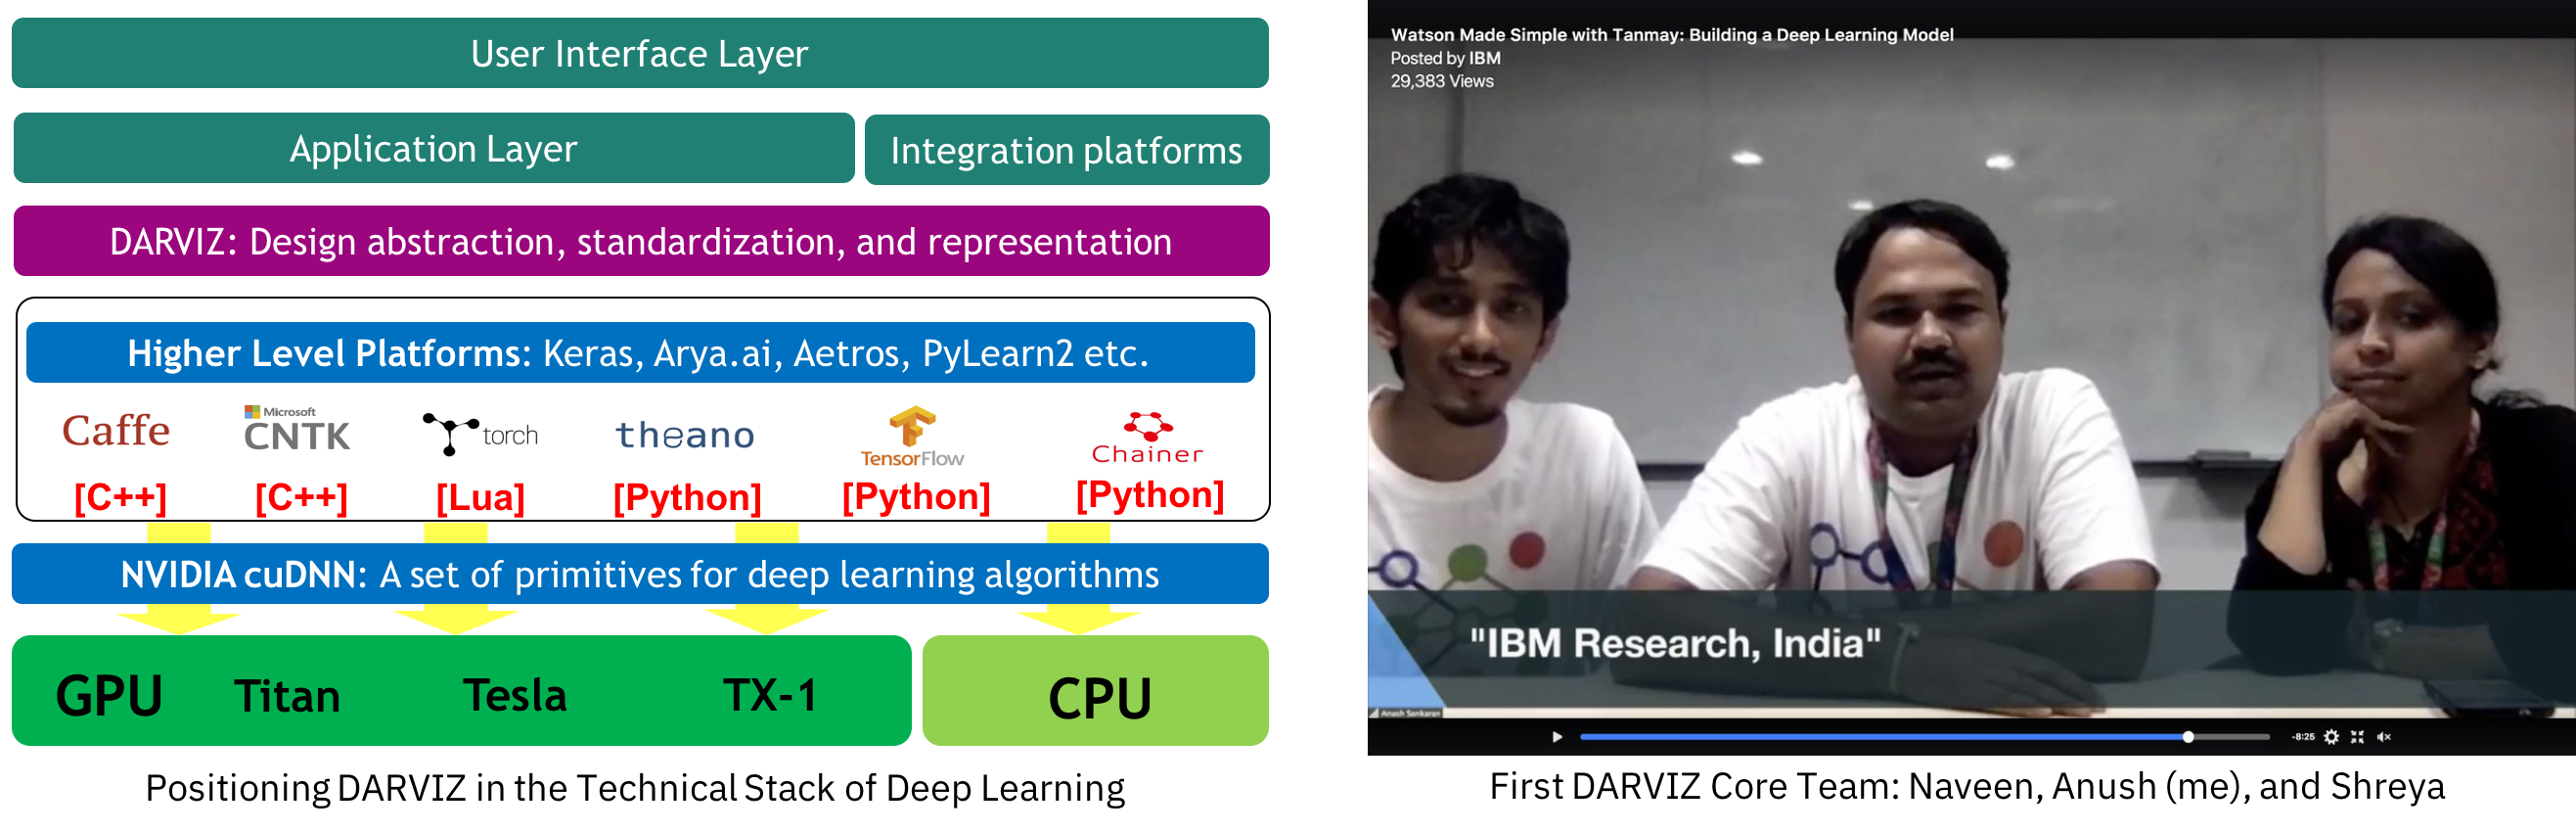 User Interface Layer
Application Layer
Integration platforms
DARVIZ: Design abstraction, standardization, and representation
Higher Level Platforms: Keras, Arya.ai, Aetros, PyLearn2 etc.
Caffe
Microsoft
CNTK
torch
theano
TensorFlow
Chainer
[C++]
[C++]
[Lua]
[Python]
[Python]
[Python]
NVIDIA cuDNN: A set of primitives for deep learning algorithms
GPU
Titan
Tesla
TX-1
CPU
Positioning DARVIZ in the Technical Stack of Deep Learning
Watson Made Simple with Tanmay: Building a Deep Learning Model
Posted by IBM
29,383 Views
"IBM Research, India"
Anush Sankaran
-8:25
First DARVIZ Core Team: Naveen, Anush (me), and Shreya